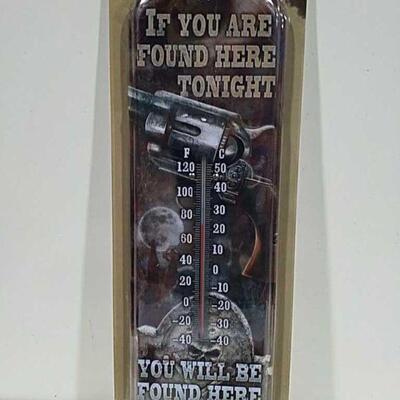 IF YOU ARE
FOUND HERE
TONIGHT
F C
120 50
100 40
80 30
60 20
40 10
20 0
0 -10
-20 -20
-40 -30
-40
YOU WILL BE
FOUND HERE